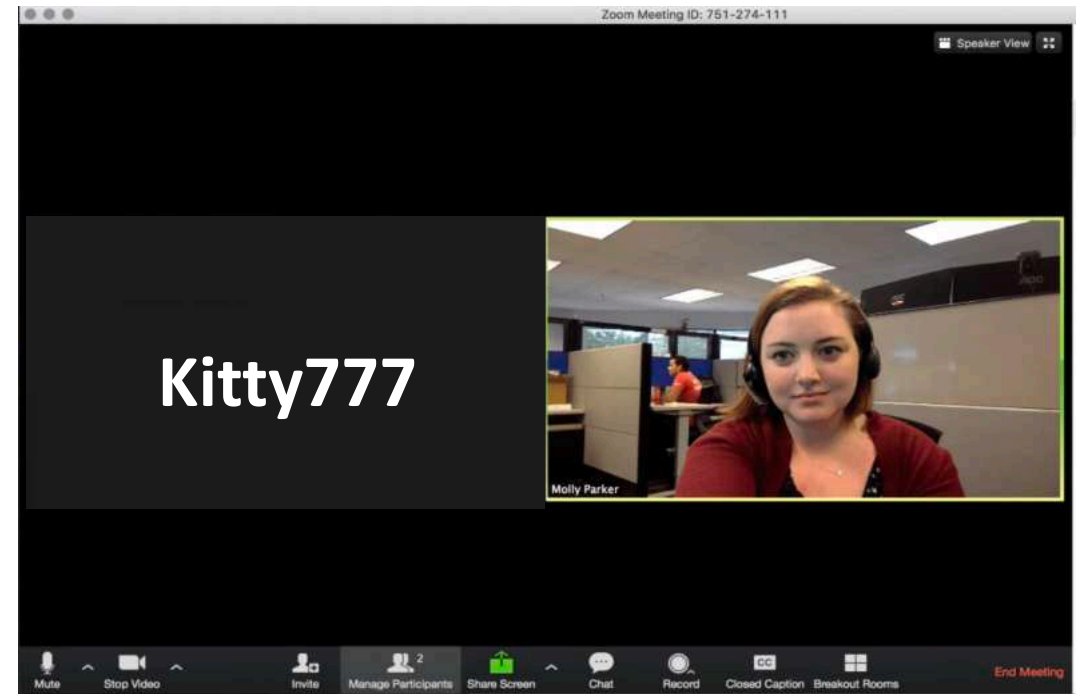 Zoom Meeting ID: 751-274-111
Speaker View
Kitty777
Molly Parker
2
Mute
Stop Video
Invite
Manage Participants
Share Screen
Chat
Record
CC
Closed Caption
Breakout Rooms
End Meeting